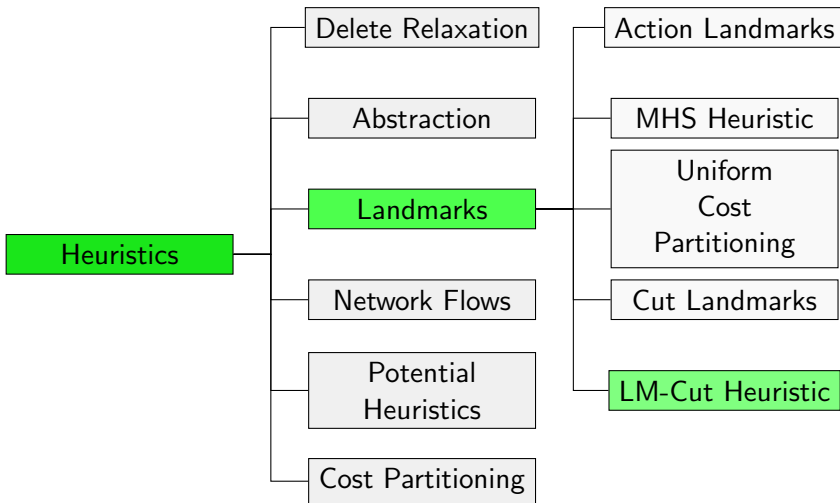 Heuristics
Delete Relaxation
Abstraction
Landmarks
Network Flows
Potential
Heuristics
Cost Partitioning
Action Landmarks
MHS Heuristic
Uniform
Cost
Partitioning
Cut Landmarks
LM-Cut Heuristic